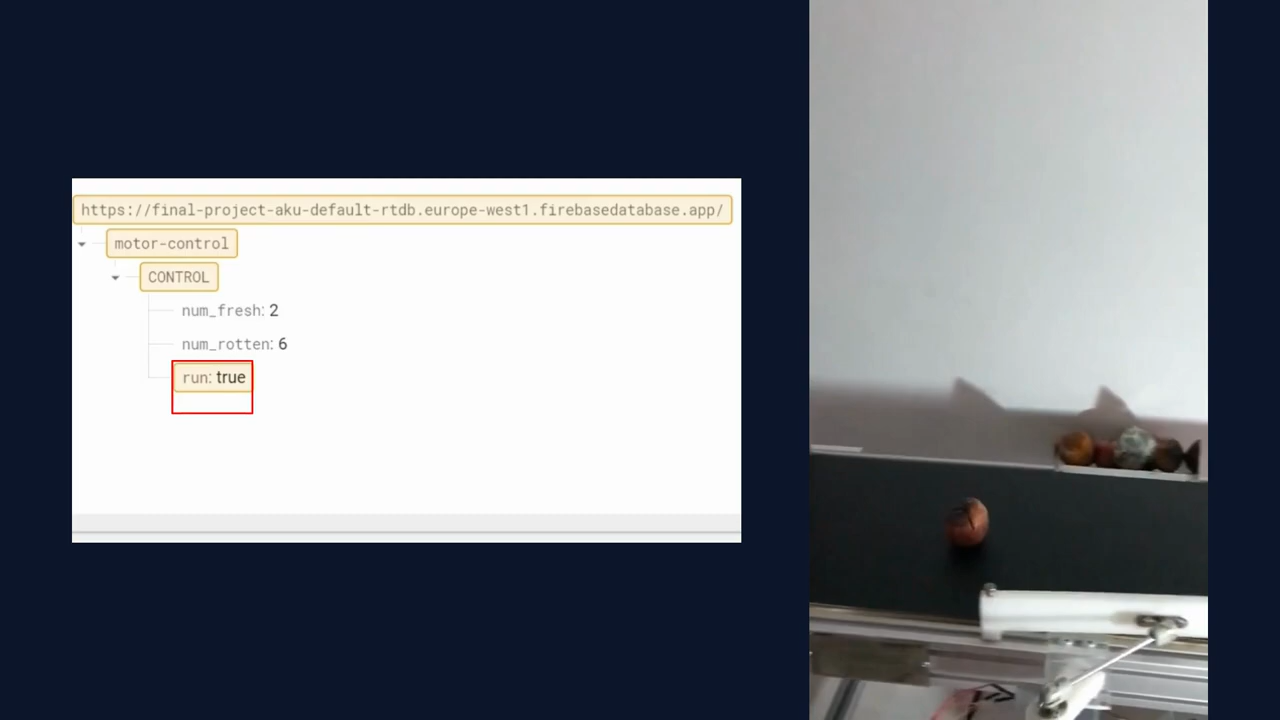 https://final-project-aku-default-rtdb.europe-west1.firebasedatabase.app/
motor-control
CONTROL
num_fresh: 2
num_rotten: 6
run: true